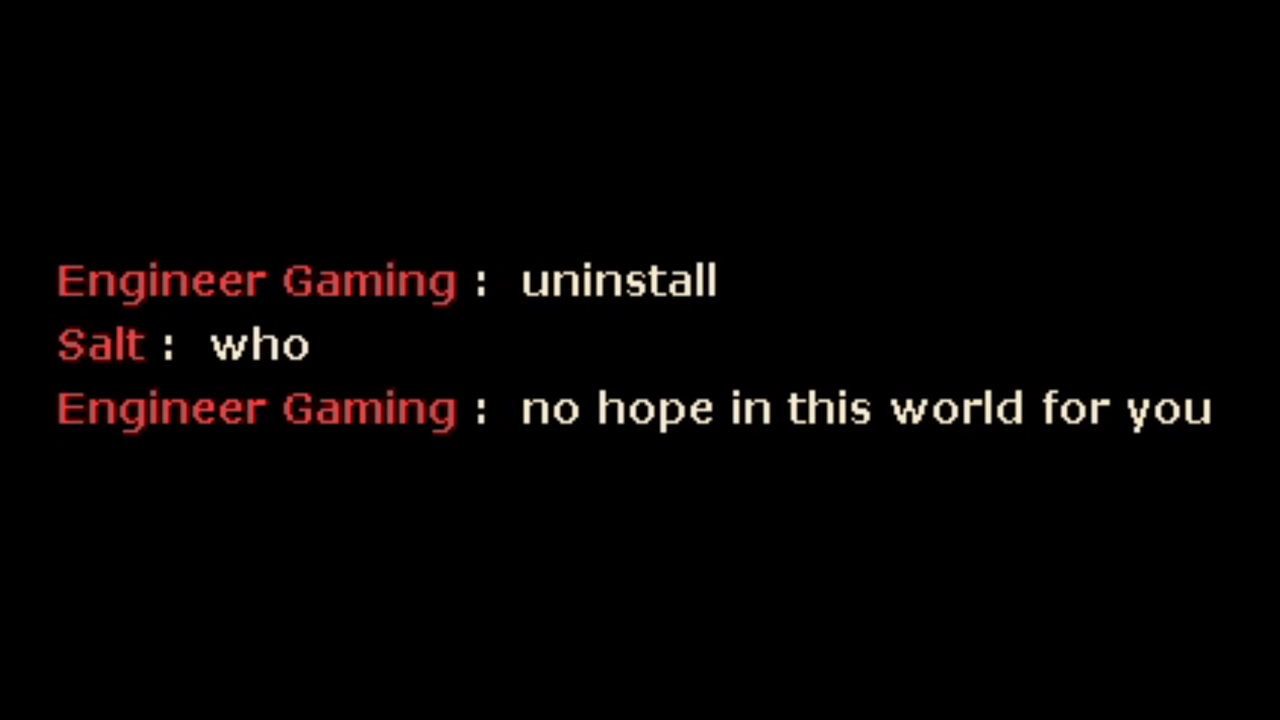 Engineer Gaming :  uninstall
Salt :  who
Engineer Gaming :  no hope in this world for you